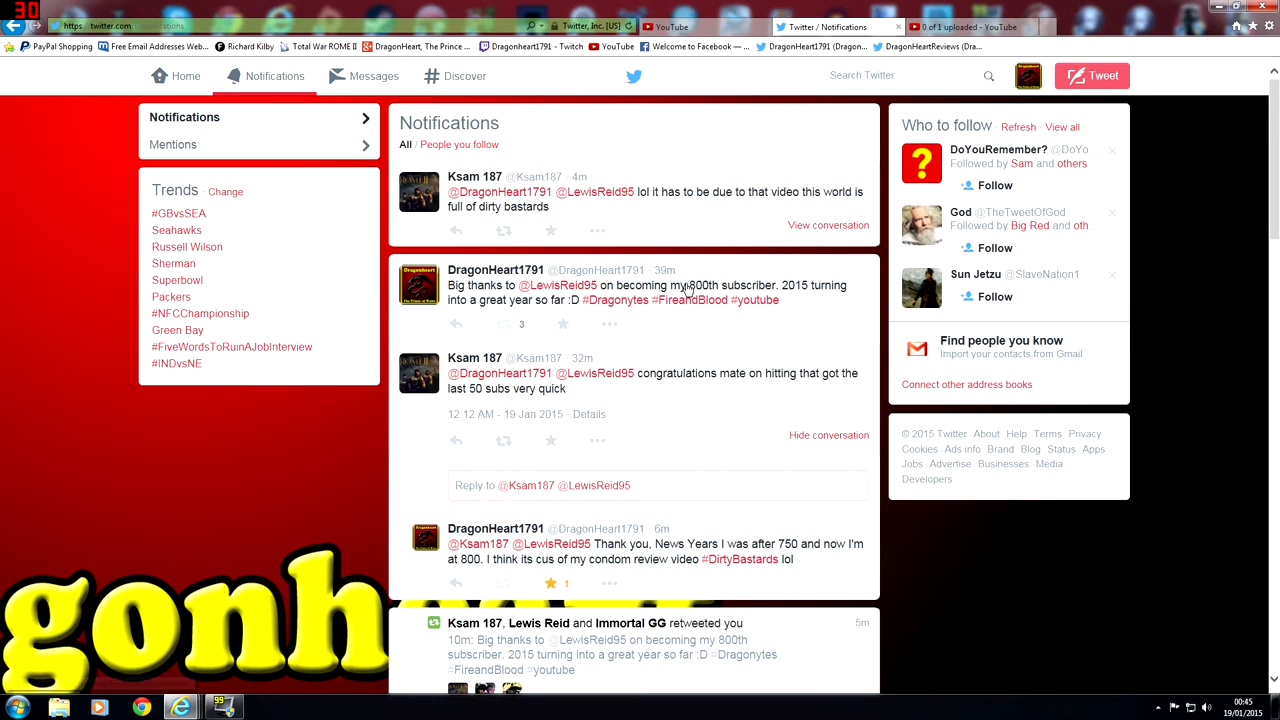 30
https://twitter.com/i/notifications
Twitter, Inc. [US]
YouTube
Twitter / Notifications
0 of 1 uploaded - YouTube
PayPal Shopping
Free Email Addresses Web...
Richard Kilby
Total War ROME II
DragonHeart, The Prince ...
Dragonheart1791 - Twitch
YouTube
Welcome to Facebook — ...
DragonHeart1791 (Dragon...
DragonHeartReviews (Dra...
Home
Notifications
Messages
Discover
Search Twitter
Tweet
Notifications
Mentions
Trends · Change
#GBvsSEA
Seahawks
Russell Wilson
Sherman
Superbowl
Packers
#NFCChampionship
Green Bay
#FiveWordsToRuinAJobInterview
#INDvsNE
Notifications
All / People you follow
Ksam 187 @Ksam187 · 4m
@DragonHeart1791 @LewisReid95 lol it has to be due to that video this world is
full of dirty bastards
View conversation
DragonHeart1791 @DragonHeart1791 · 39m
Big thanks to @LewisReid95 on becoming my 800th subscriber. 2015 turning
into a great year so far :D #Dragonytes #FireandBlood #youtube
3
Ksam 187 @Ksam187 · 32m
@DragonHeart1791 @LewisReid95 congratulations mate on hitting that got the
last 50 subs very quick
12:12 AM - 19 Jan 2015 · Details
Hide conversation
Reply to @Ksam187 @LewisReid95
DragonHeart1791 @DragonHeart1791 · 6m
@Ksam187 @LewisReid95 Thank you, News Years I was after 750 and now I'm
at 800. I think its cus of my condom review video #DirtyBastards lol
1
Ksam 187, Lewis Reid and Immortal GG retweeted you
5m
10m: Big thanks to @LewisReid95 on becoming my 800th
subscriber. 2015 turning into a great year so far :D #Dragonytes
#FireandBlood #youtube
Who to follow · Refresh · View all
DoYouRemember? @DoYo...
Followed by Sam and others
Follow
God @TheTweetOfGod
Followed by Big Red and oth
Follow
Sun Jetzu @SlaveNation1
Follow
Find people you know
Import your contacts from Gmail
Connect other address books
© 2015 Twitter About Help Terms Privacy
Cookies Ads info Brand Blog Status Apps
Jobs Advertise Businesses Media
Developers
99
00:45
19/01/2015